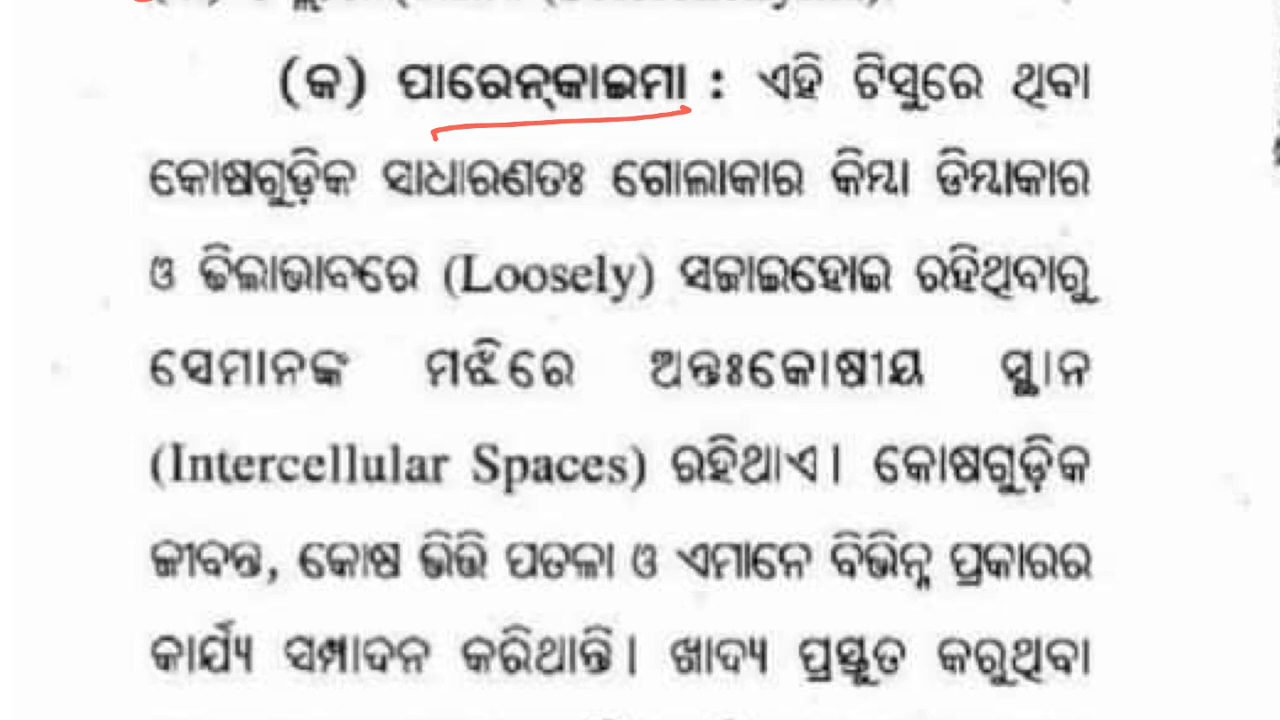 (କ) ପାରେନ୍‌କାଇମା : ଏହି ଟିସୁରେ ଥିବା
କୋଷଗୁଡ଼ିକ ସାଧାରଣତଃ ଗୋଲାକାର କିମ୍ବା ଡିମ୍ବାକାର
ଓ ଢିଲାଭାବରେ (Loosely) ସଜାଇହୋଇ ରହିଥିବାରୁ
ସେମାନଙ୍କ ମଝିରେ ଅନ୍ତଃକୋଷୀୟ ସ୍ଥାନ
(Intercellular Spaces) ରହିଥାଏ। କୋଷଗୁଡ଼ିକ
ଜୀବନ୍ତ, କୋଷ ଭିତ୍ତି ପତଳା ଓ ଏମାନେ ବିଭିନ୍ନ ପ୍ରକାରର
କାର୍ଯ୍ୟ ସମ୍ପାଦନ କରିଥାନ୍ତି। ଖାଦ୍ୟ ପ୍ରସ୍ତୁତ କରୁଥିବା